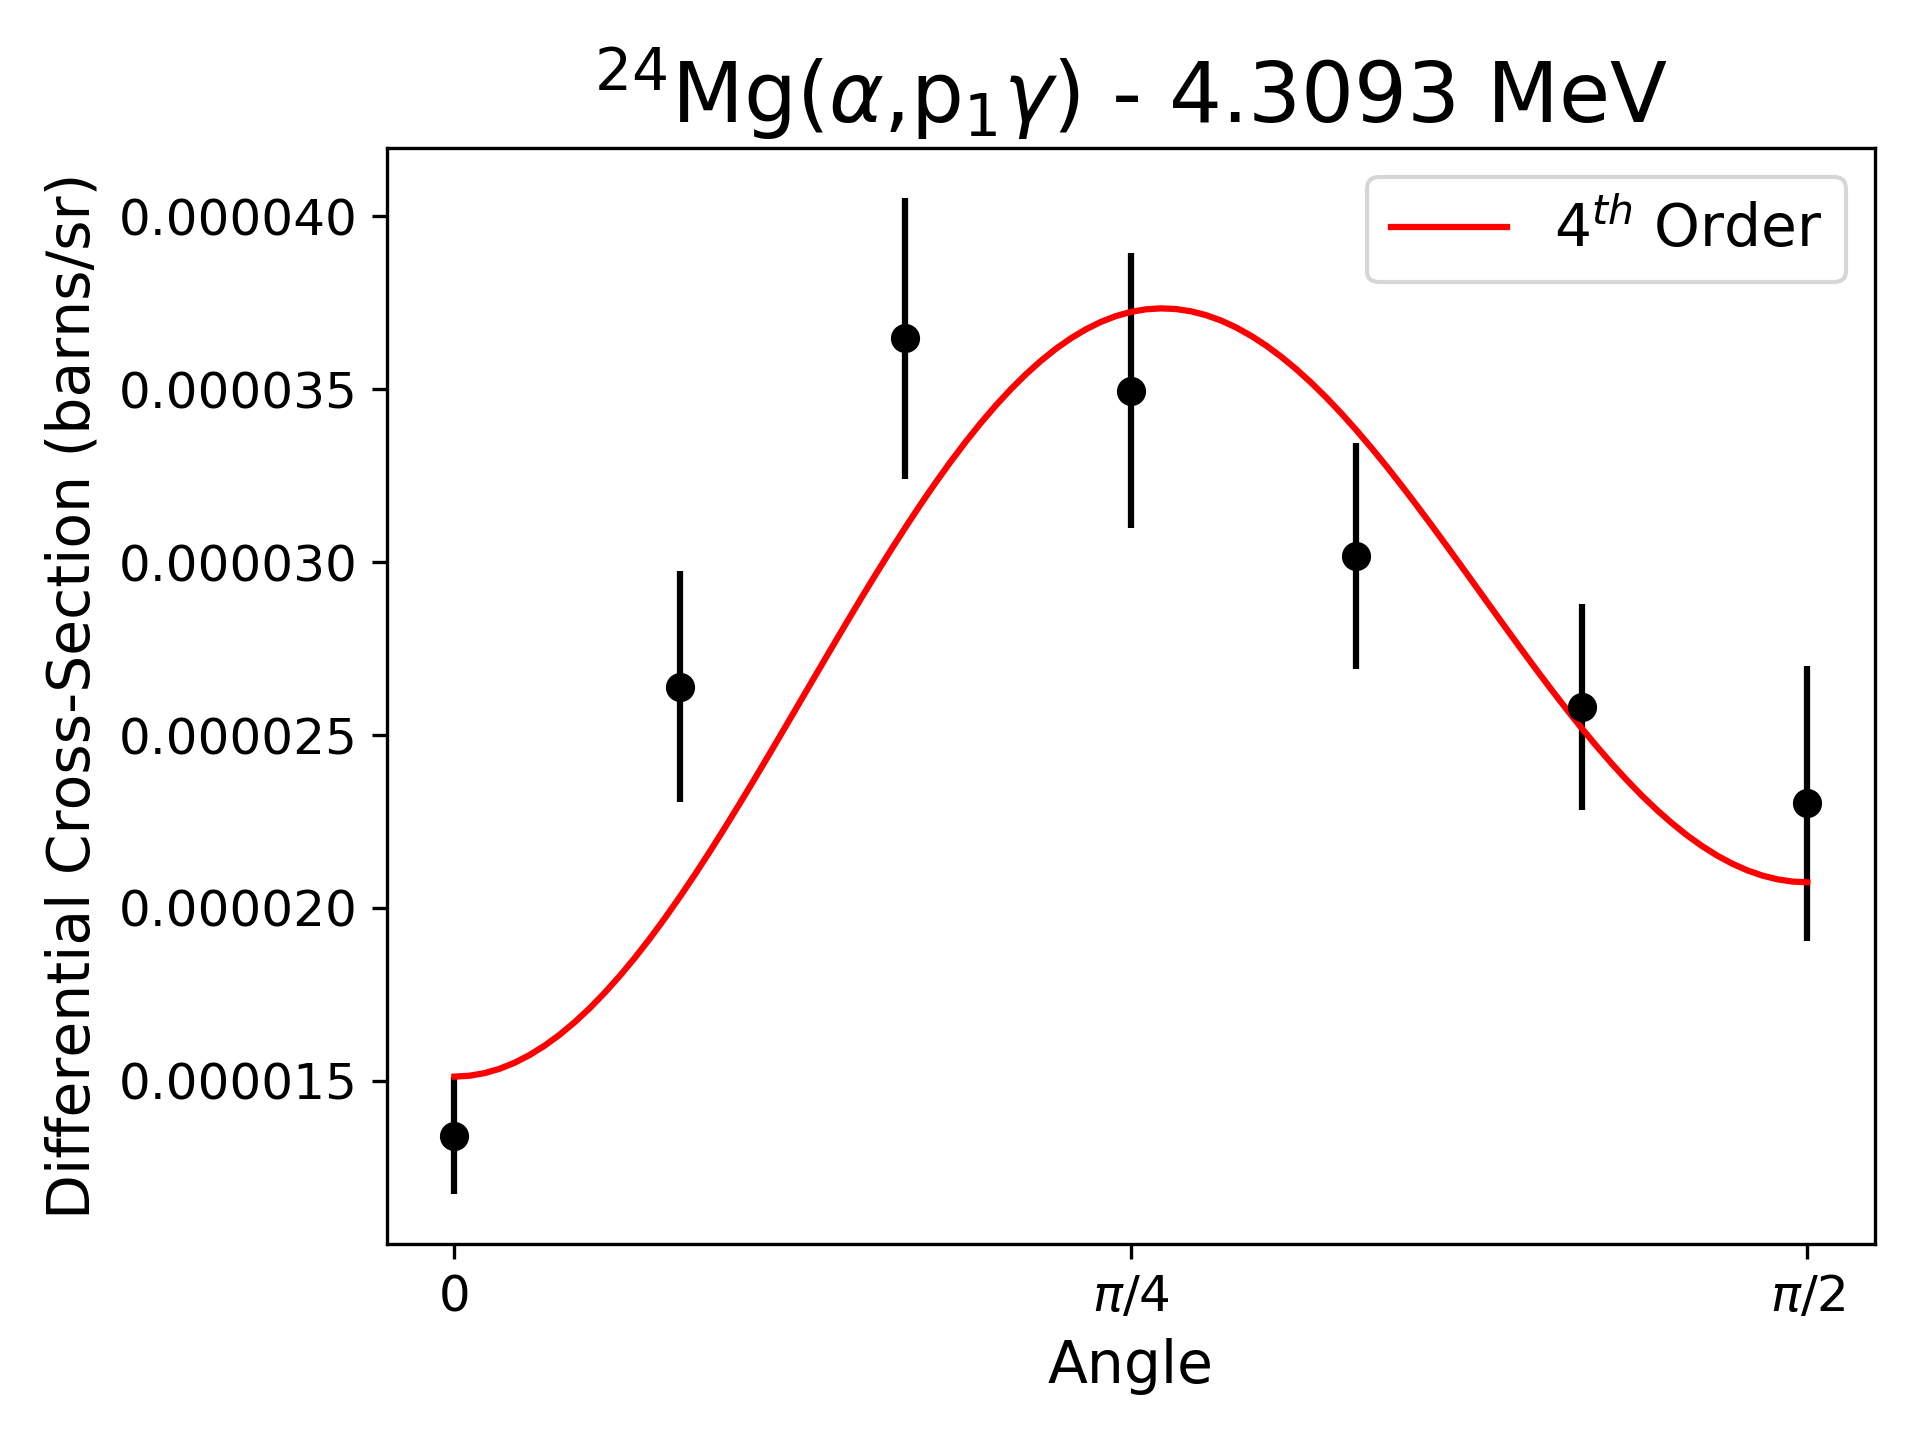 ²⁴Mg(α,p₁γ) - 4.3093 MeV
4ᵗʰ Order
Differential Cross-Section (barns/sr)
0.000040
0.000035
0.000030
0.000025
0.000020
0.000015
0
π/4
π/2
Angle